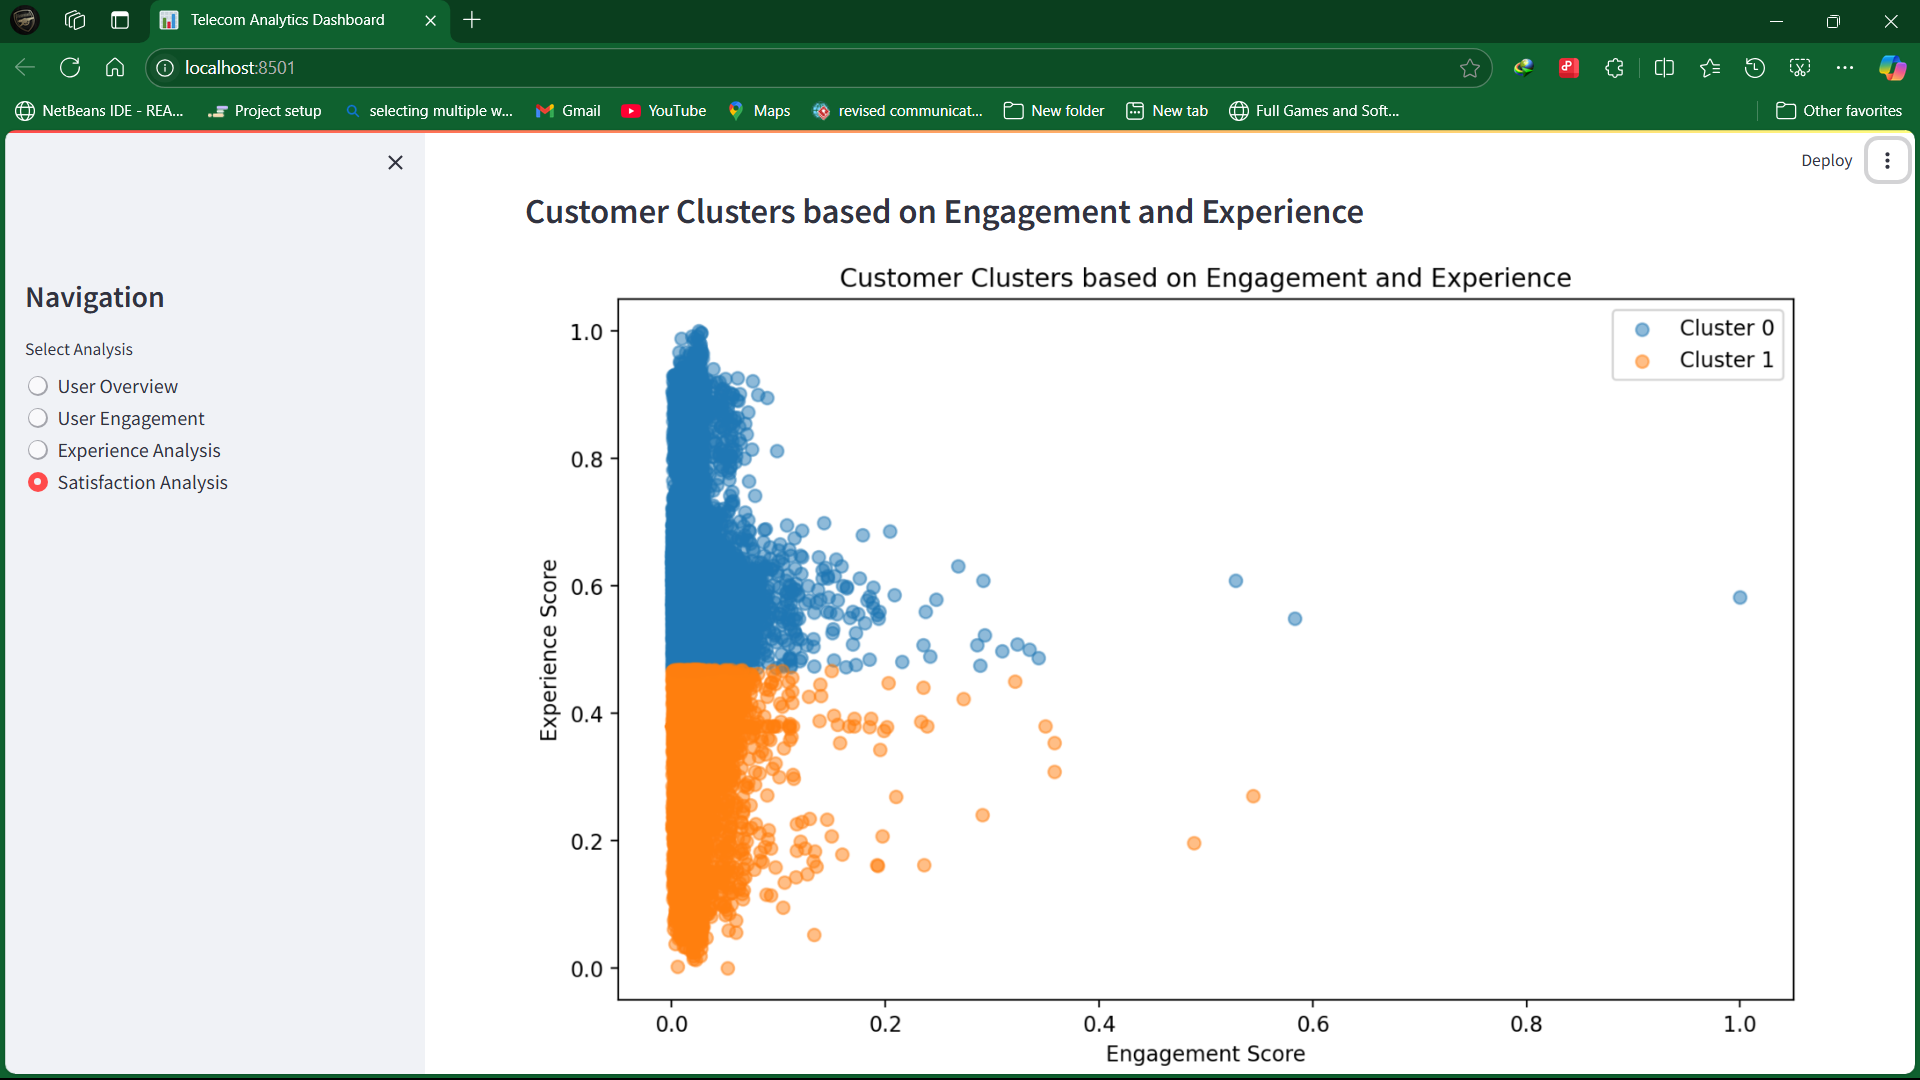 Telecom Analytics Dashboard
localhost:8501
NetBeans IDE - REA... Project setup selecting multiple w... Gmail YouTube Maps revised communicat... New folder New tab Full Games and Soft... Other favorites
Deploy
Navigation
Select Analysis
User Overview
User Engagement
Experience Analysis
Satisfaction Analysis
Customer Clusters based on Engagement and Experience
Customer Clusters based on Engagement and Experience
Cluster 0
Cluster 1
Experience Score
1.0
0.8
0.6
0.4
0.2
0.0
0.0 0.2 0.4 0.6 0.8 1.0
Engagement Score